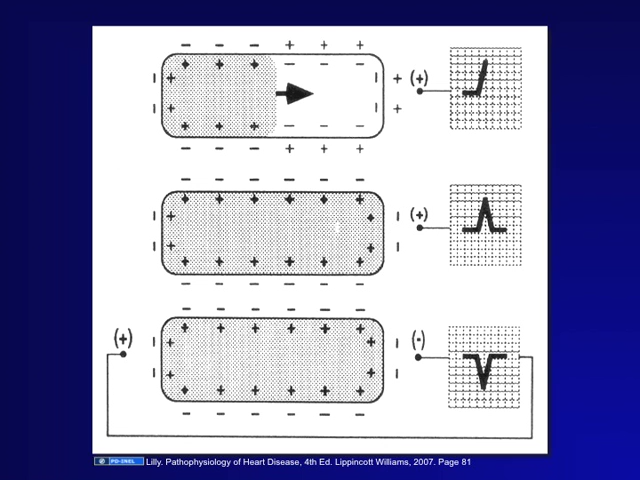 − − − + + +
+ + + − − −
| + | + (+)
| + | +
+ + + − − −
− − − + + +
− − − − − −
+ + + + + +
| + + | (+)
| + + |
+ + + + + +
− − − − − −
− − − − − −
+ + + + + +
(+) | + + | (-)
| + + |
+ + + + + +
− − − − − −
Lilly. Pathophysiology of Heart Disease, 4th Ed. Lippincott Williams, 2007. Page 81